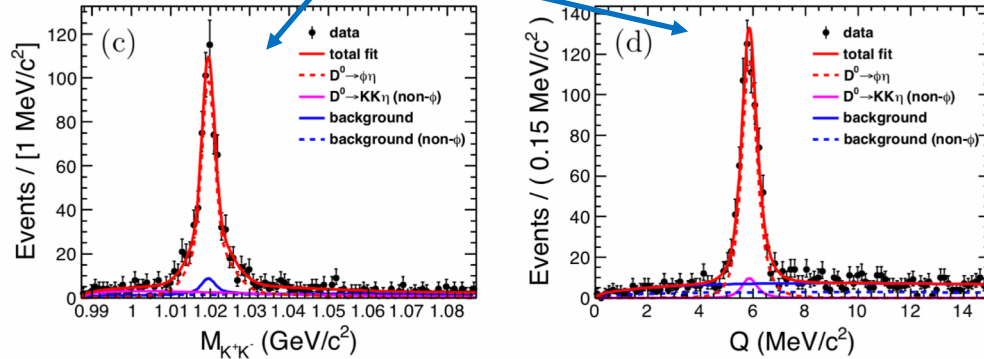 (c)
Events / [1 MeV/c²]
120
100
80
60
40
20
0
data
total fit
D⁰→ϕη
D⁰→KKη (non-ϕ)
background
background (non-ϕ)
0.99 1 1.01 1.02 1.03 1.04 1.05 1.06 1.07 1.08
M_K⁺K⁻ (GeV/c²)
(d)
Events / ( 0.15 MeV/c²)
140
120
100
80
60
40
20
0
data
total fit
D⁰→ϕη
D⁰→KKη (non-ϕ)
background
background (non-ϕ)
0 2 4 6 8 10 12 14
Q (MeV/c²)